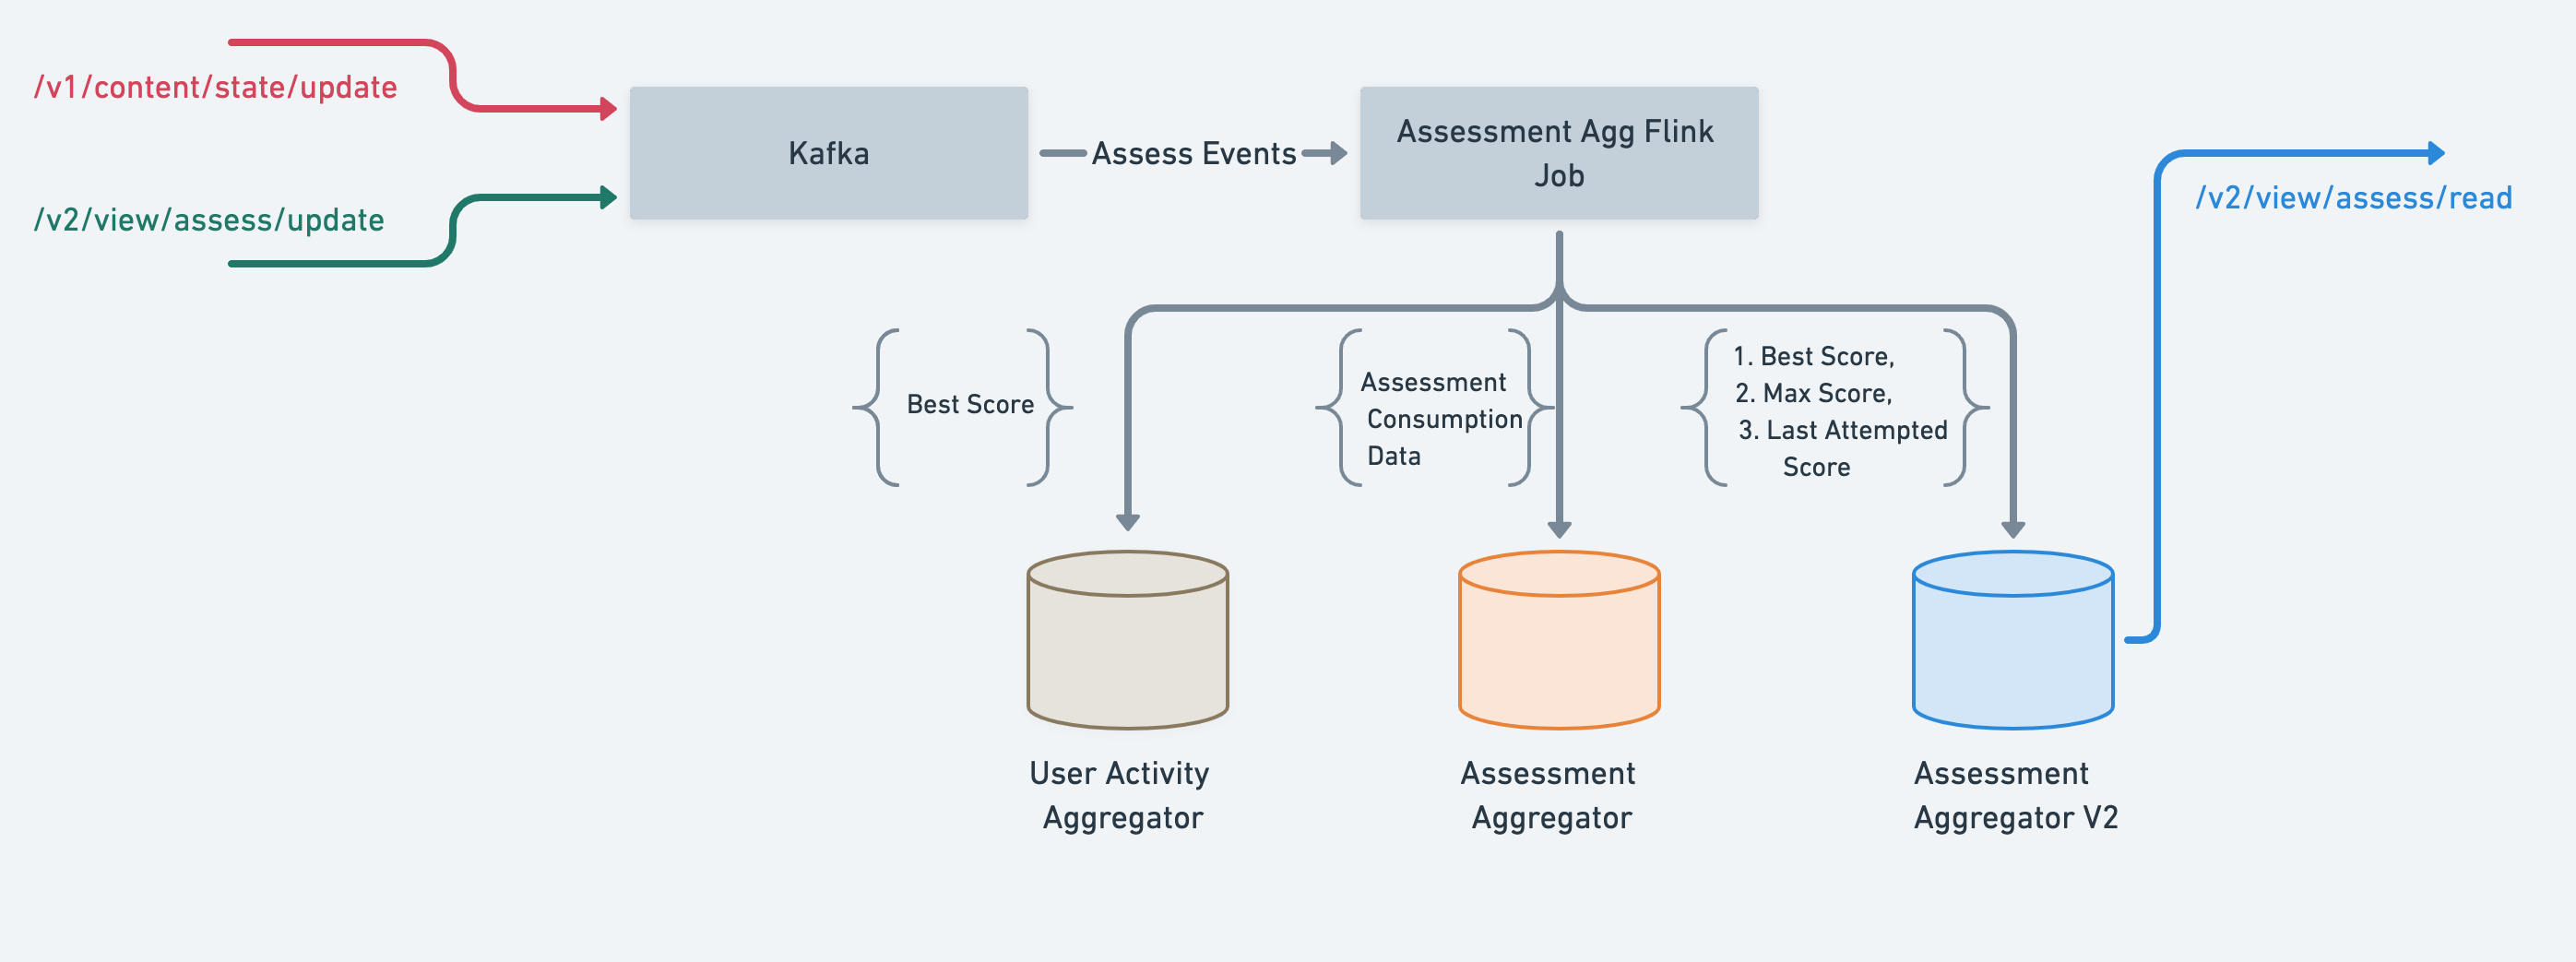 /v1/content/state/update
/v2/view/assess/update
Kafka
Assess Events
Assessment Agg Flink
Job
/v2/view/assess/read
Best Score
Assessment
Consumption
Data
1. Best Score,
2. Max Score,
3. Last Attempted
Score
User Activity
Aggregator
Assessment
Aggregator
Assessment
Aggregator V2